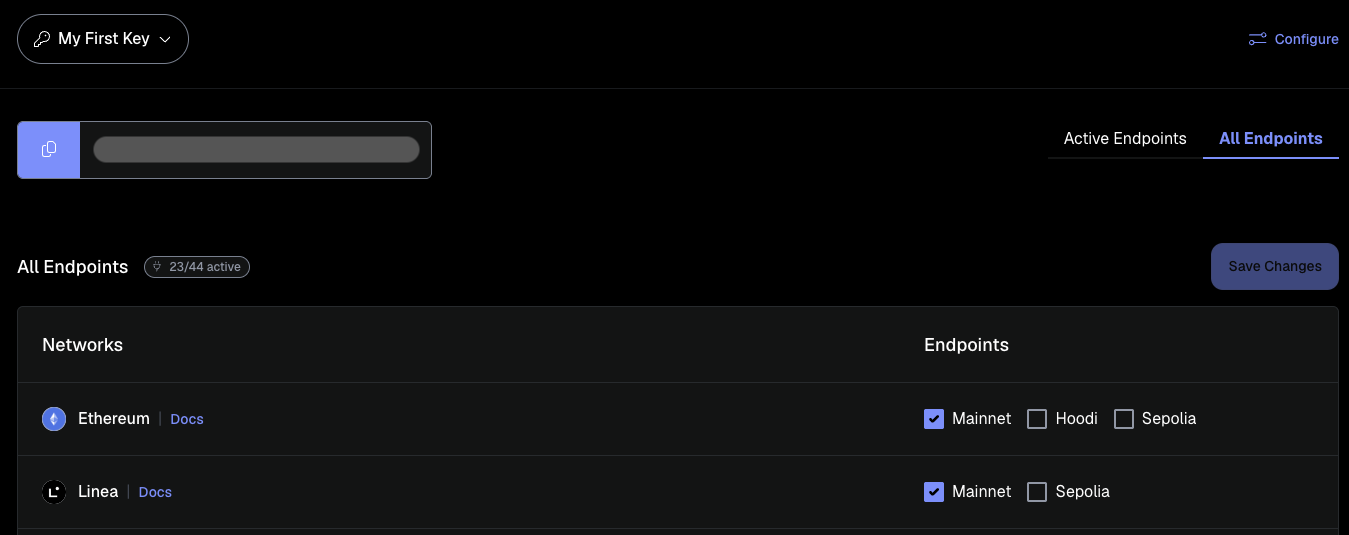 My First Key
Configure
Active Endpoints All Endpoints
All Endpoints 23/44 active Save Changes
Networks Endpoints
Ethereum | Docs Mainnet Hoodi Sepolia
Linea | Docs Mainnet Sepolia